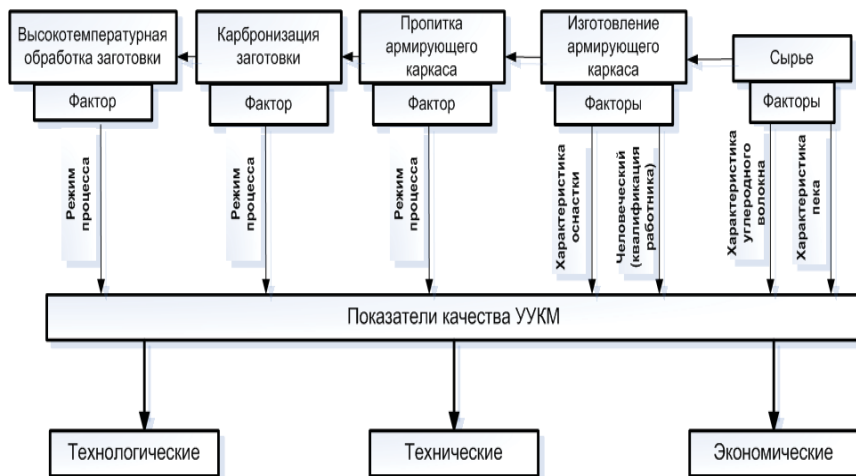 Высокотемпературная
обработка заготовки
Карбронизация
заготовки
Пропитка
армирующего
каркаса
Изготовление
армирующего
каркаса
Сырье
Фактор
Фактор
Фактор
Факторы
Факторы
Режим
процесса
Режим
процесса
Режим
процесса
Характеристика
оснастки
Человеческий
(квалификация
работника)
Характеристика
углеродного
волокна
Характеристика
пека
Показатели качества УУКМ
Технологические
Технические
Экономические